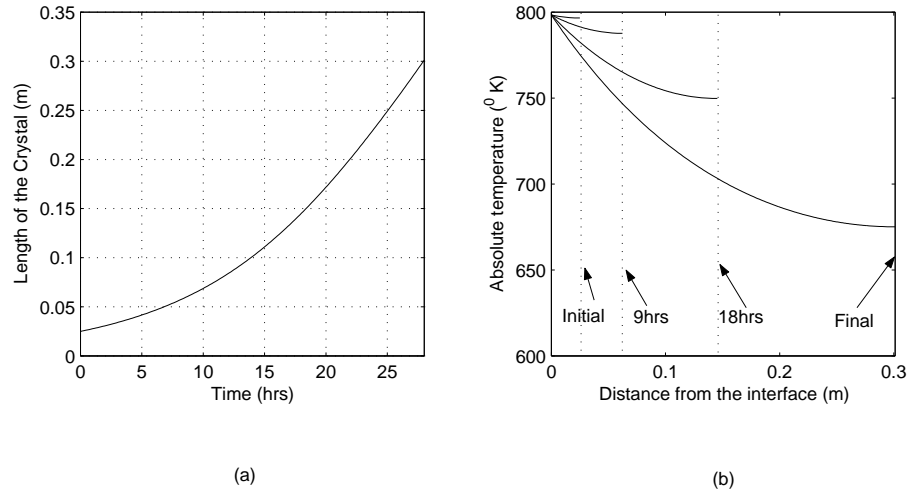 0.35
0.3
0.25
0.2
0.15
0.1
0.05
0
Length of the Crystal (m)
0 5 10 15 20 25
Time (hrs)
(a)
800
750
700
650
600
Absolute temperature (⁰ K)
Initial
9hrs
18hrs
Final
0 0.1 0.2 0.3
Distance from the interface (m)
(b)